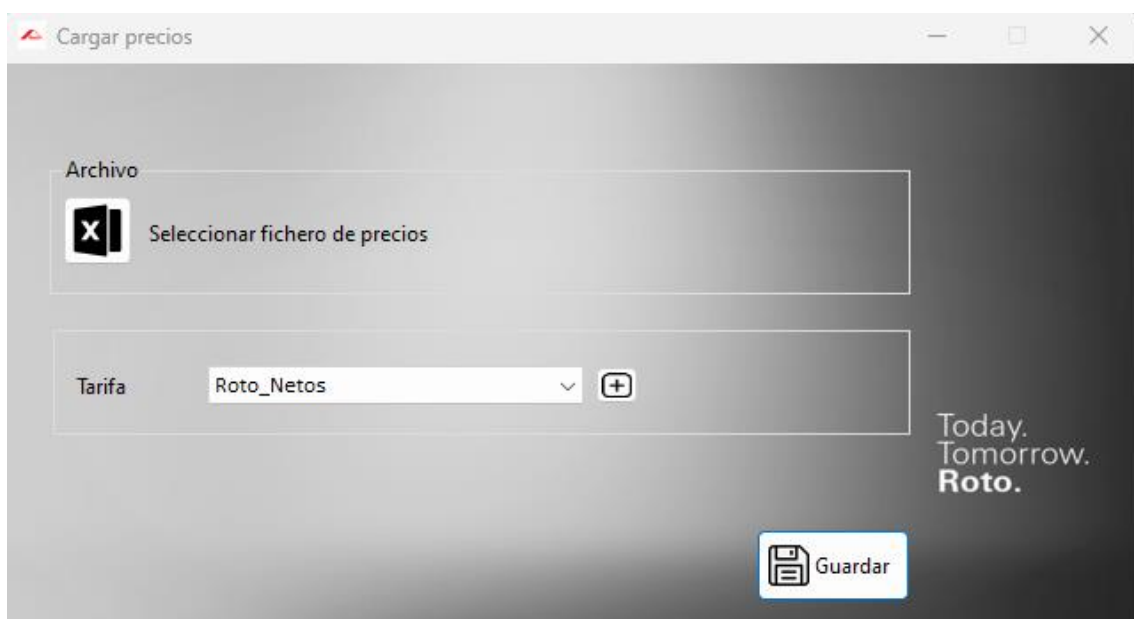 Cargar precios
Archivo
X
Seleccionar fichero de precios
Tarifa
Roto_Netos
Today.
Tomorrow.
Roto.
Guardar